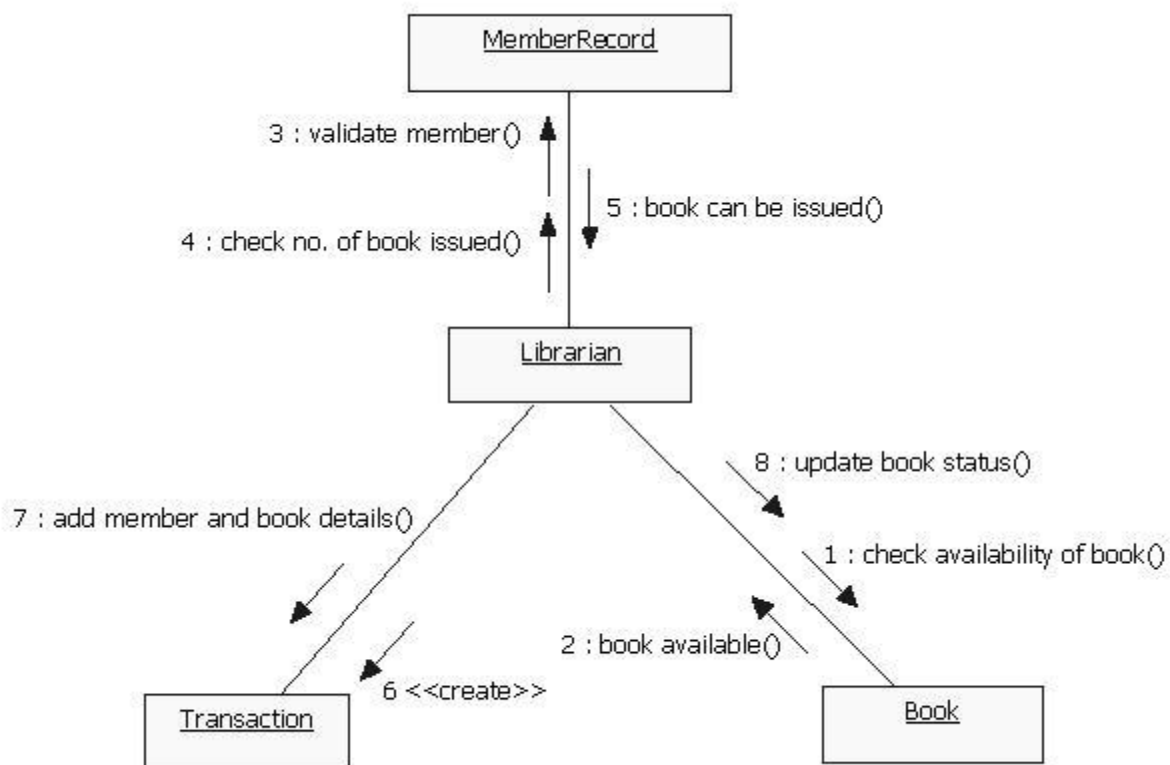 MemberRecord
3 : validate member()
5 : book can be issued()
4 : check no. of book issued()
Librarian
8 : update book status()
7 : add member and book details()
1 : check availability of book()
2 : book available()
6 <<create>>
Transaction
Book